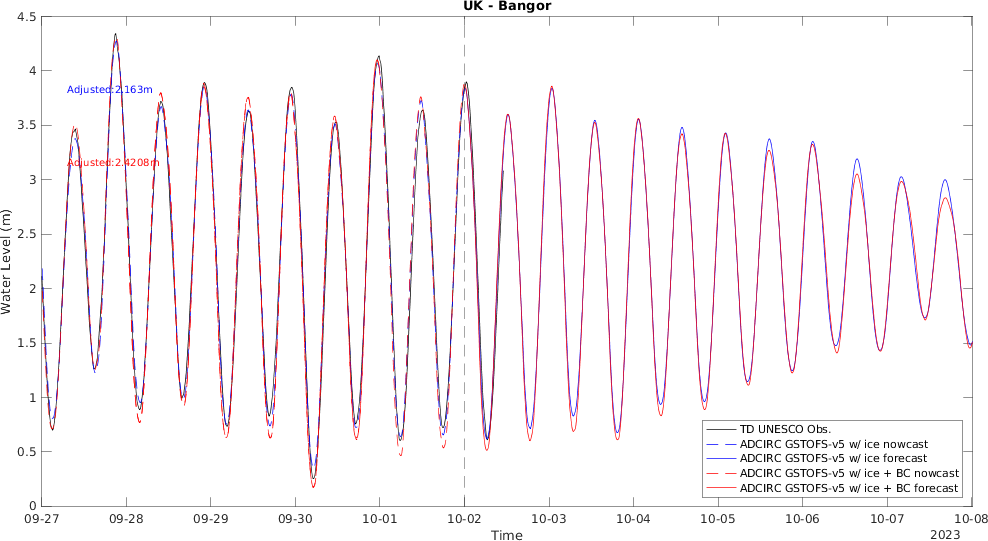 UK - Bangor
4.5
4
3.5
3
2.5
2
1.5
1
0.5
0
Water Level (m)
Adjusted:2.163m
Adjusted:2.4208m
TD UNESCO Obs.
ADCIRC GSTOFS-v5 w/ ice nowcast
ADCIRC GSTOFS-v5 w/ ice forecast
ADCIRC GSTOFS-v5 w/ ice + BC nowcast
ADCIRC GSTOFS-v5 w/ ice + BC forecast
09-27 09-28 09-29 09-30 10-01 10-02 10-03 10-04 10-05 10-06 10-07 10-08
Time
2023